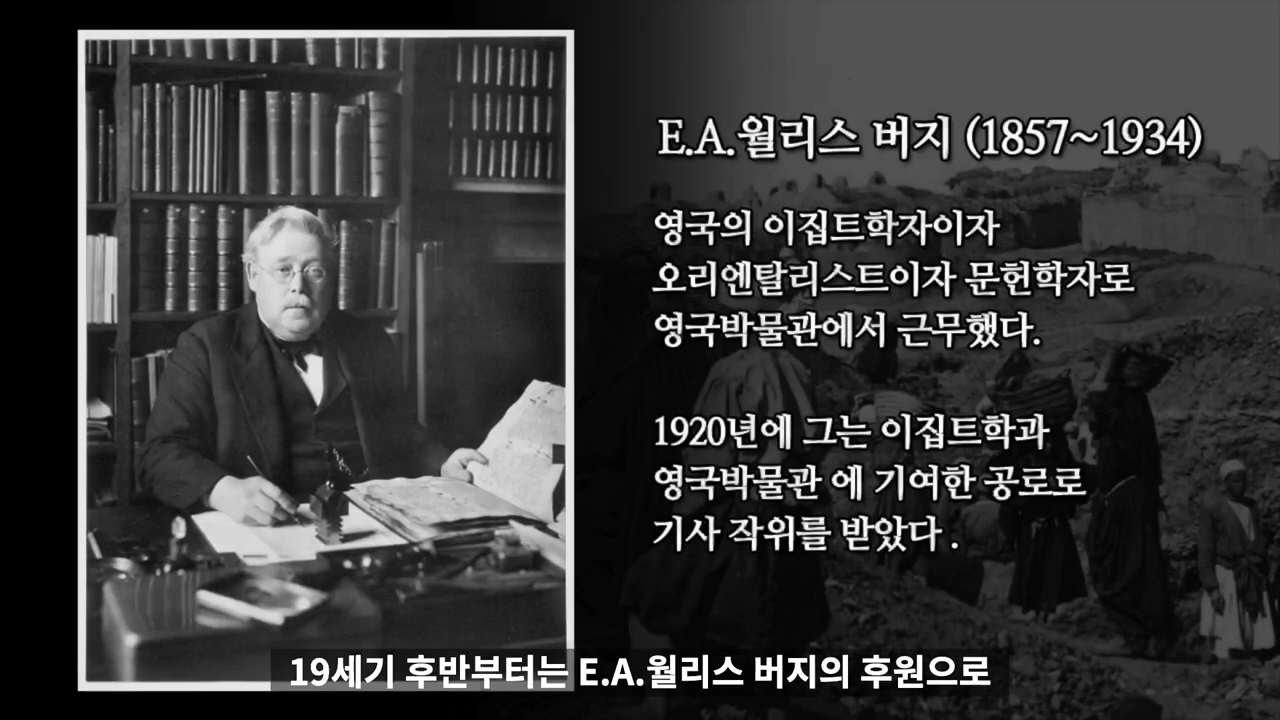 E.A.월리스 버지 (1857~1934)
영국의 이집트학자이자
오리엔탈리스트이자 문헌학자로
영국박물관에서 근무했다.
1920년에 그는 이집트학과
영국박물관 에 기여한 공로로
기사 작위를 받았다 .
19세기 후반부터는 E.A.월리스 버지의 후원으로